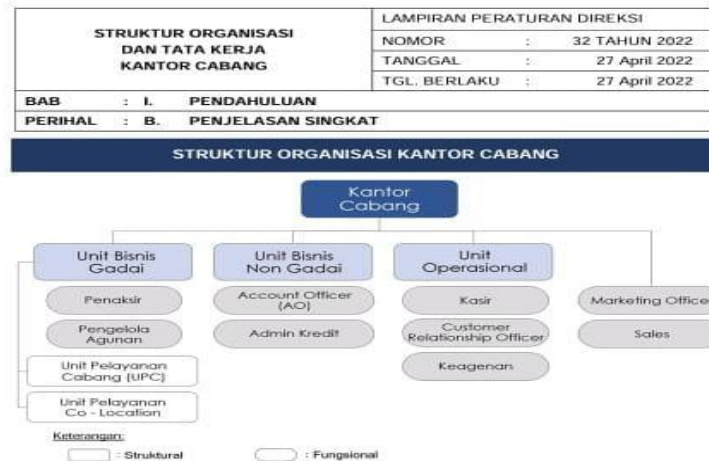 STRUKTUR ORGANISASI
DAN TATA KERJA
KANTOR CABANG
LAMPIRAN PERATURAN DIREKSI
NOMOR : 32 TAHUN 2022
TANGGAL : 27 April 2022
TGL. BERLAKU : 27 April 2022
BAB : I. PENDAHULUAN
PERIHAL : B. PENJELASAN SINGKAT
STRUKTUR ORGANISASI KANTOR CABANG
Kantor
Cabang
Unit Bisnis
Gadai
Unit Bisnis
Non Gadai
Unit
Operasional
Penaksir
Account Officer
(AO)
Kasir
Marketing Office
Pengelola
Agunan
Admin Kredit
Customer
Relationship Officer
Sales
Unit Pelayanan
Cabang (UPC)
Keagenan
Unit Pelayanan
Co - Location
Keterangan:
: Struktural
: Fungsional